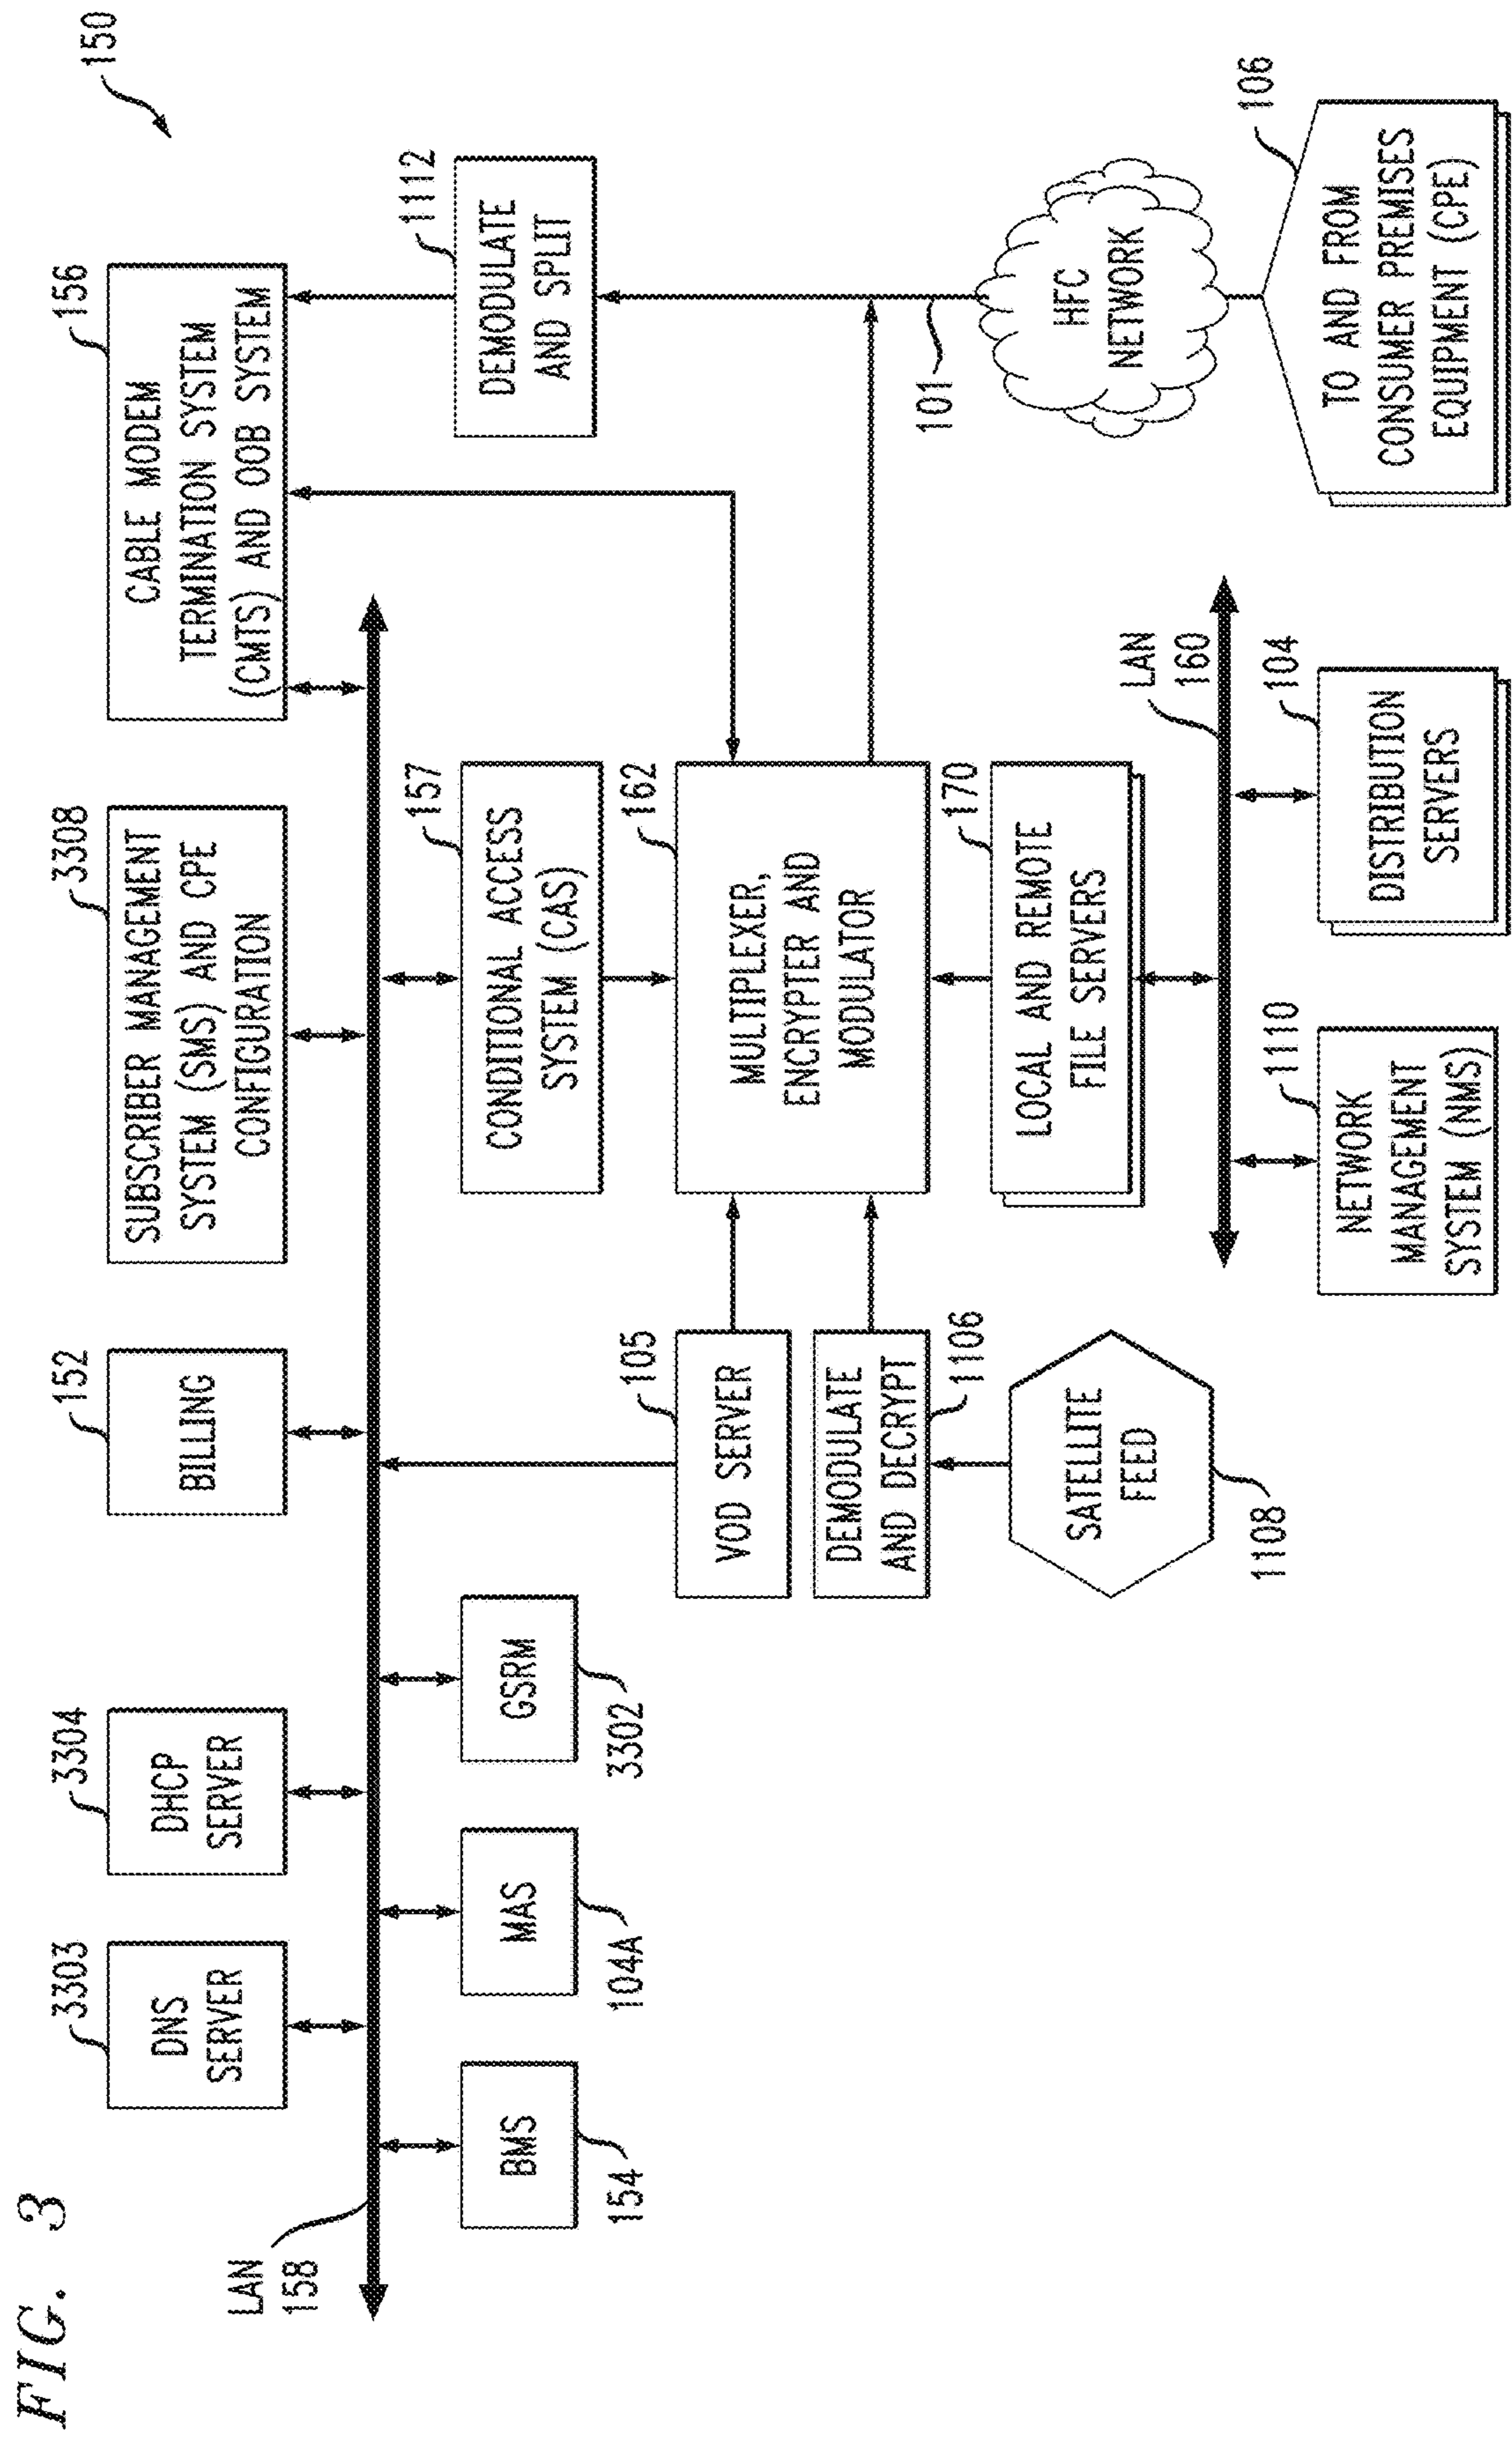 FIG. 3
150
3303
DNS
SERVER
3304
DHCP
SERVER
152
BILLING
3308
SUBSCRIBER MANAGEMENT
SYSTEM (SMS) AND CPE
CONFIGURATION
156
CABLE MODEM
TERMINATION SYSTEM
(CMTS) AND OOB SYSTEM
LAN
158
BMS
154
MAS
104A
GSRM
3302
157
CONDITIONAL ACCESS
SYSTEM (CAS)
1112
DEMODULATE
AND SPLIT
105
VOD SERVER
162
MULTIPLEXER,
ENCRYPTER AND
MODULATOR
DEMODULATE
AND DECRYPT
1106
101
SATELLITE
FEED
1108
170
LOCAL AND REMOTE
FILE SERVERS
HFC
NETWORK
LAN
160
1110
NETWORK
MANAGEMENT
SYSTEM (NMS)
104
DISTRIBUTION
SERVERS
106
TO AND FROM
CONSUMER PREMISES
EQUIPMENT (CPE)